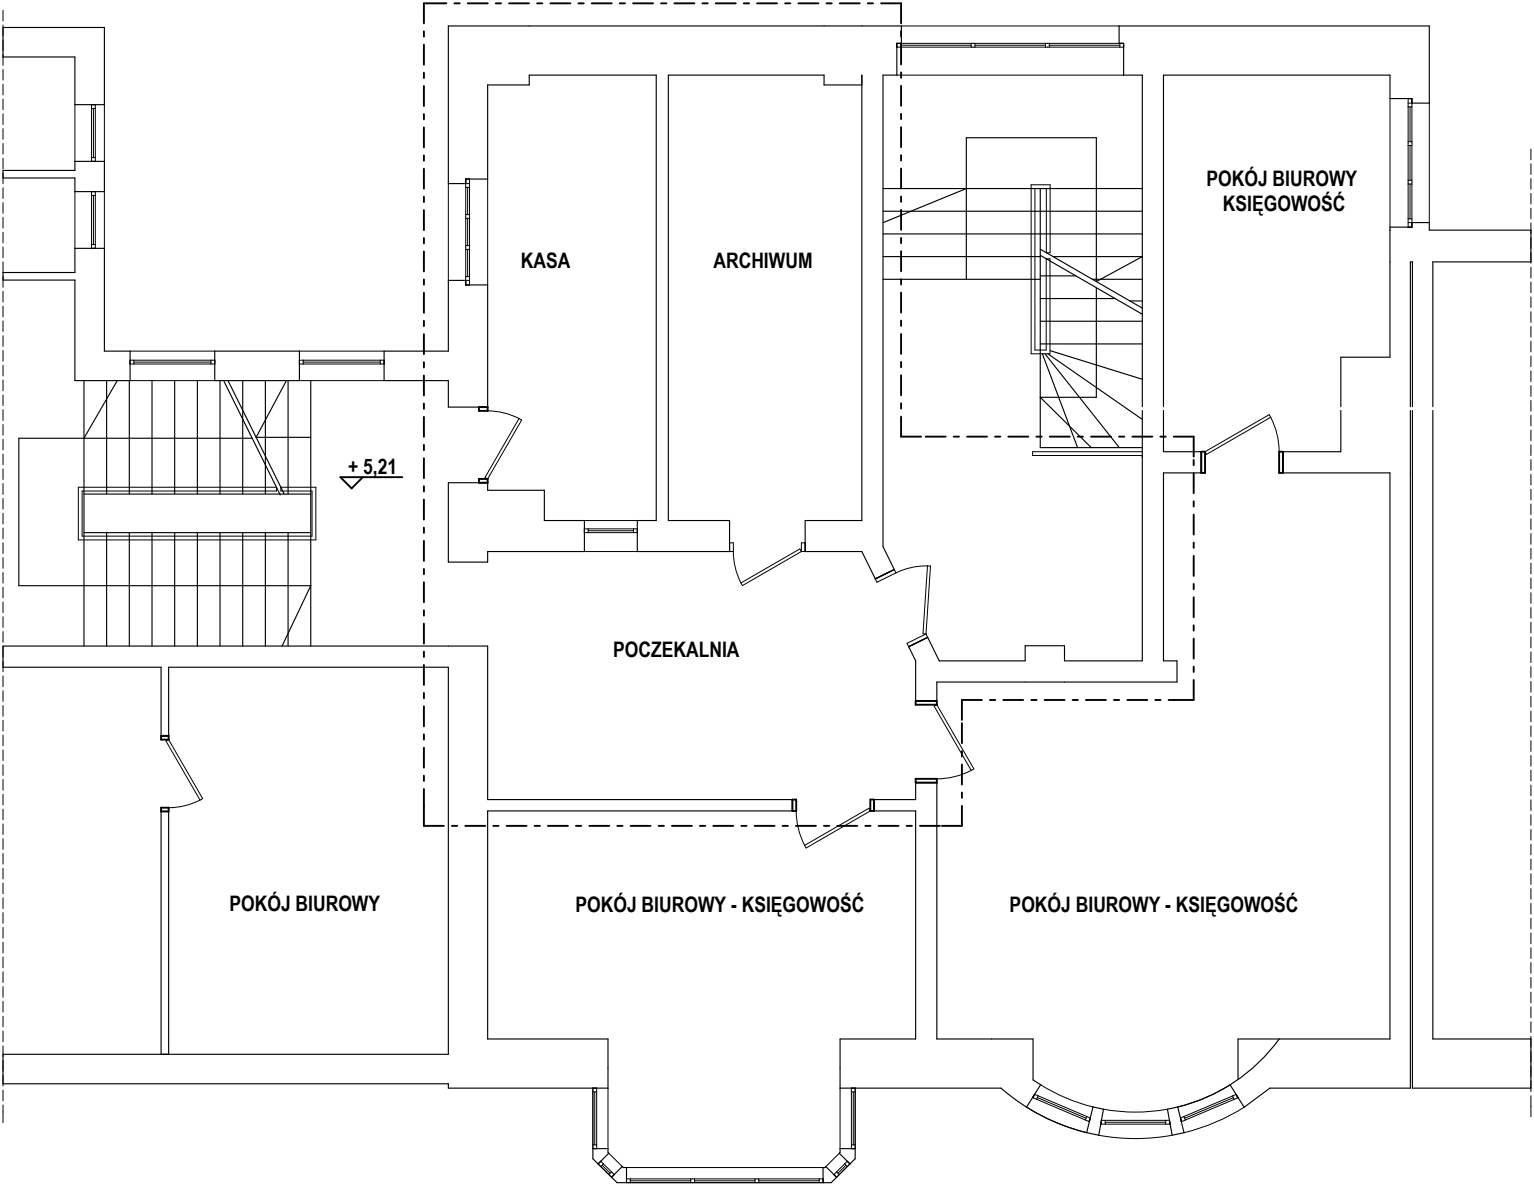 POKÓJ BIUROWY
KSIĘGOWOŚĆ
KASA
ARCHIWUM
+ 5,21
POCZEKALNIA
POKÓJ BIUROWY
POKÓJ BIUROWY - KSIĘGOWOŚĆ
POKÓJ BIUROWY - KSIĘGOWOŚĆ